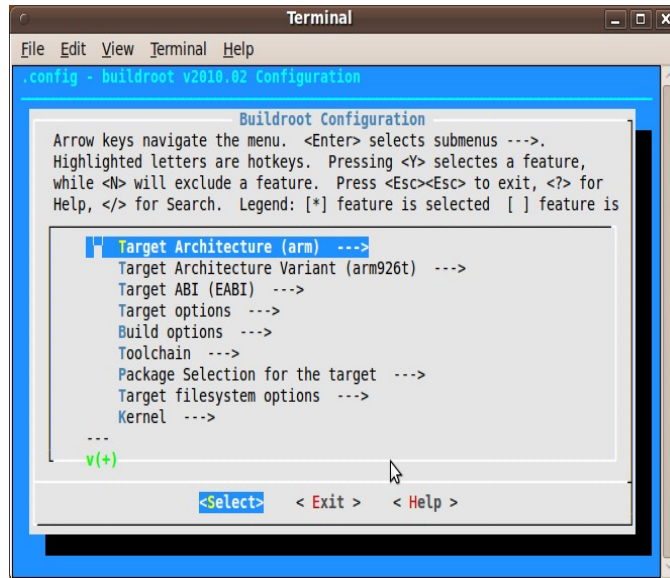 Terminal
File Edit View Terminal Help
.config - buildroot v2010.02 Configuration
Buildroot Configuration
Arrow keys navigate the menu. <Enter> selects submenus --->.
Highlighted letters are hotkeys. Pressing <Y> selectes a feature,
while <N> will exclude a feature. Press <Esc><Esc> to exit, <?> for
Help, </> for Search. Legend: [*] feature is selected [ ] feature is
Target Architecture (arm) --->
Target Architecture Variant (arm926t) --->
Target ABI (EABI) --->
Target options --->
Build options --->
Toolchain --->
Package Selection for the target --->
Target filesystem options --->
Kernel --->
---
v(+)
<Select> < Exit > < Help >